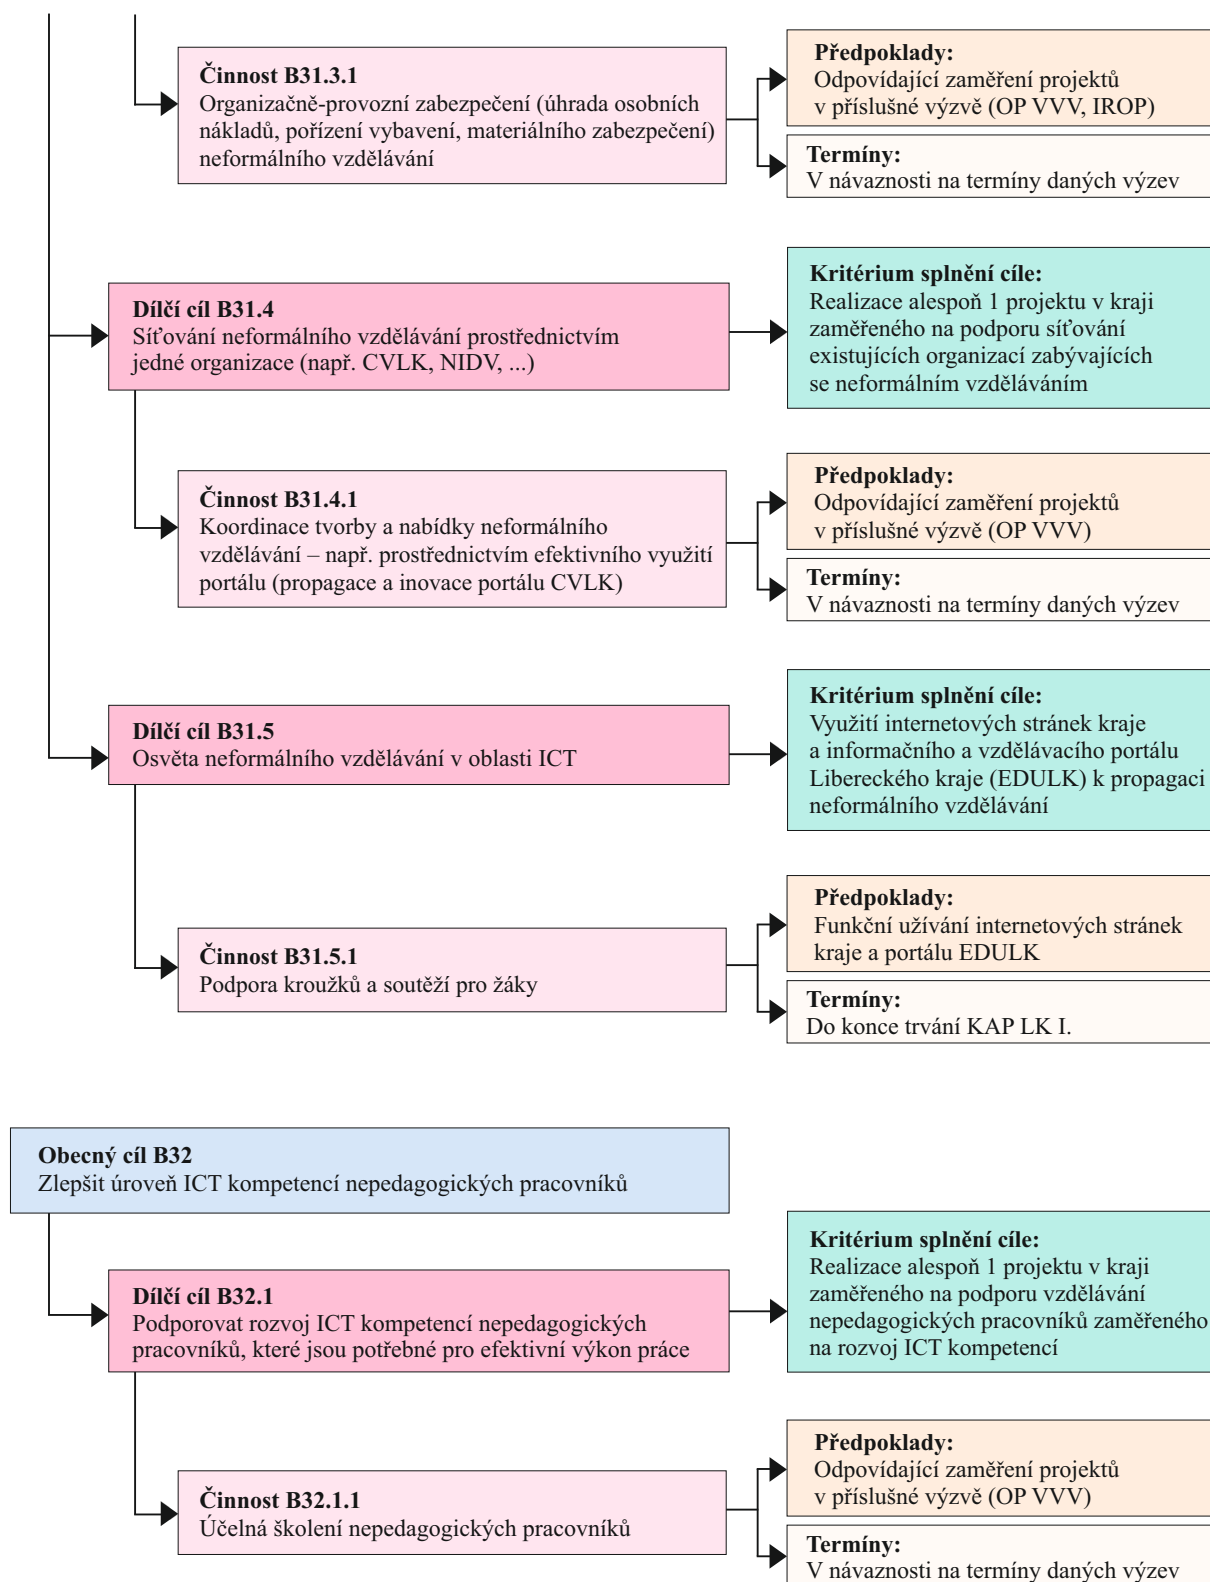 Činnost B31.3.1
Organizačně-provozní zabezpečení (úhrada osobních
nákladů, pořízení vybavení, materiálního zabezpečení)
neformálního vzdělávání
Předpoklady:
Odpovídající zaměření projektů
v příslušné výzvě (OP VVV, IROP)
Termíny:
V návaznosti na termíny daných výzev
Dílčí cíl B31.4
Síťování neformálního vzdělávání prostřednictvím
jedné organizace (např. CVLK, NIDV, ...)
Kritérium splnění cíle:
Realizace alespoň 1 projektu v kraji
zaměřeného na podporu síťování
existujících organizací zabývajících
se neformálním vzděláváním
Činnost B31.4.1
Koordinace tvorby a nabídky neformálního
vzdělávání – např. prostřednictvím efektivního využití
portálu (propagace a inovace portálu CVLK)
Předpoklady:
Odpovídající zaměření projektů
v příslušné výzvě (OP VVV)
Termíny:
V návaznosti na termíny daných výzev
Dílčí cíl B31.5
Osvěta neformálního vzdělávání v oblasti ICT
Kritérium splnění cíle:
Využití internetových stránek kraje
a informačního a vzdělávacího portálu
Libereckého kraje (EDULK) k propagaci
neformálního vzdělávání
Činnost B31.5.1
Podpora kroužků a soutěží pro žáky
Předpoklady:
Funkční užívání internetových stránek
kraje a portálu EDULK
Termíny:
Do konce trvání KAP LK I.
Obecný cíl B32
Zlepšit úroveň ICT kompetencí nepedagogických pracovníků
Dílčí cíl B32.1
Podporovat rozvoj ICT kompetencí nepedagogických
pracovníků, které jsou potřebné pro efektivní výkon práce
Kritérium splnění cíle:
Realizace alespoň 1 projektu v kraji
zaměřeného na podporu vzdělávání
nepedagogických pracovníků zaměřeného
na rozvoj ICT kompetencí
Činnost B32.1.1
Účelná školení nepedagogických pracovníků
Předpoklady:
Odpovídající zaměření projektů
v příslušné výzvě (OP VVV)
Termíny:
V návaznosti na termíny daných výzev